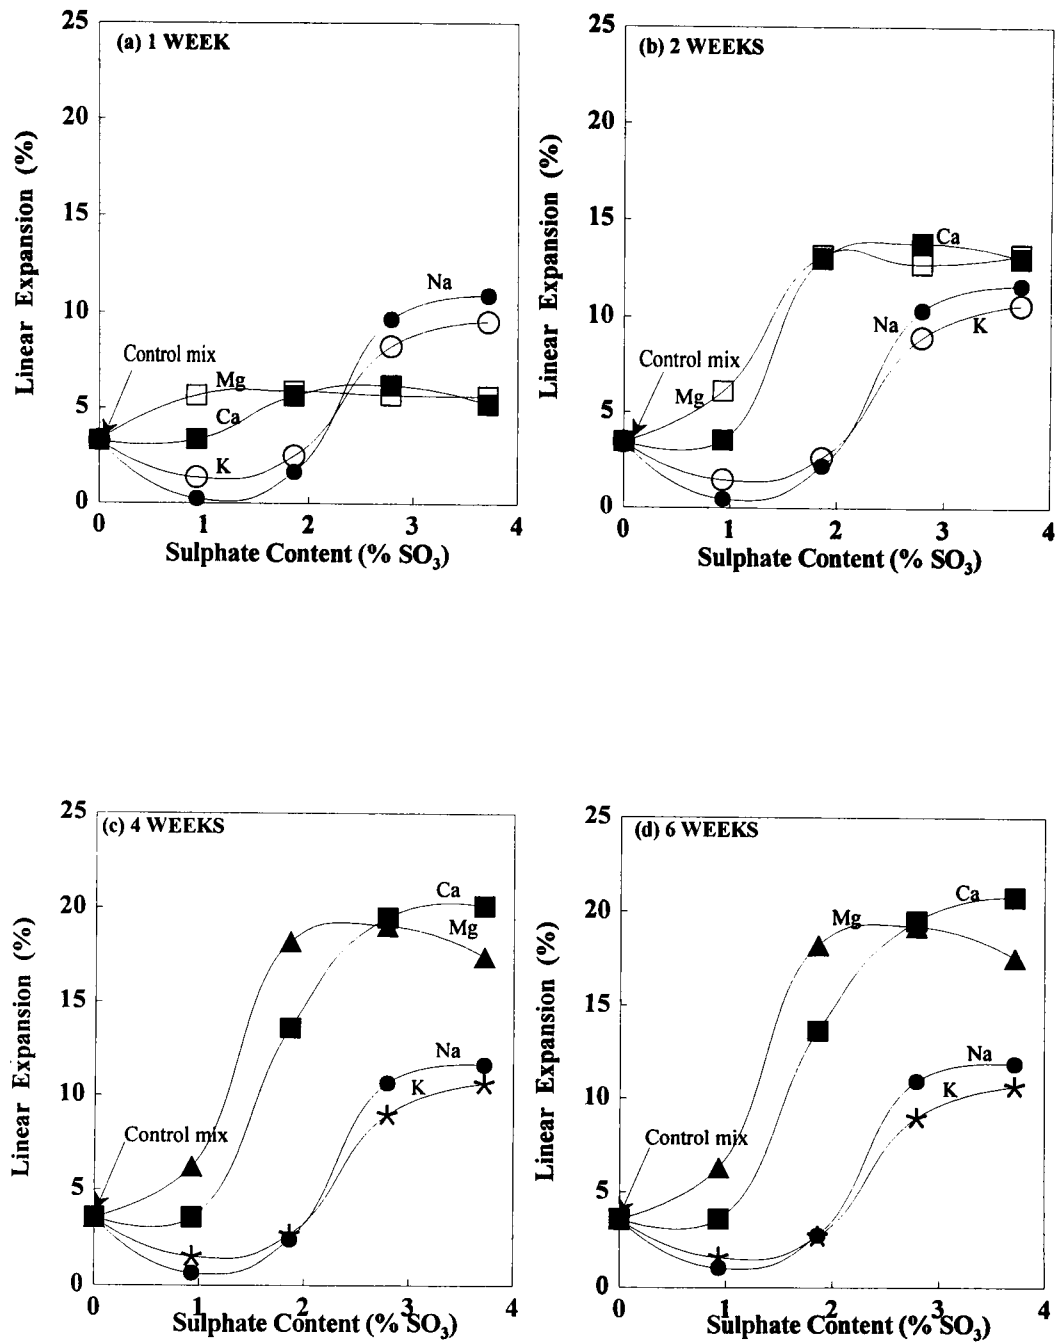 (a) 1 WEEK
25
20
15
10
5
0
Linear Expansion (%)
Na
Control mix
Mg
Ca
K
0 1 2 3 4
Sulphate Content (% SO₃)
(b) 2 WEEKS
25
20
15
10
5
0
Linear Expansion (%)
Ca
Control mix
Na
K
Mg
0 1 2 3 4
Sulphate Content (% SO₃)
(c) 4 WEEKS
25
20
15
10
5
0
Linear Expansion (%)
Ca
Mg
Na
K
Control mix
0 1 2 3 4
Sulphate Content (% SO₃)
(d) 6 WEEKS
25
20
15
10
5
0
Linear Expansion (%)
Ca
Mg
Na
K
Control mix
0 1 2 3 4
Sulphate Content (% SO₃)